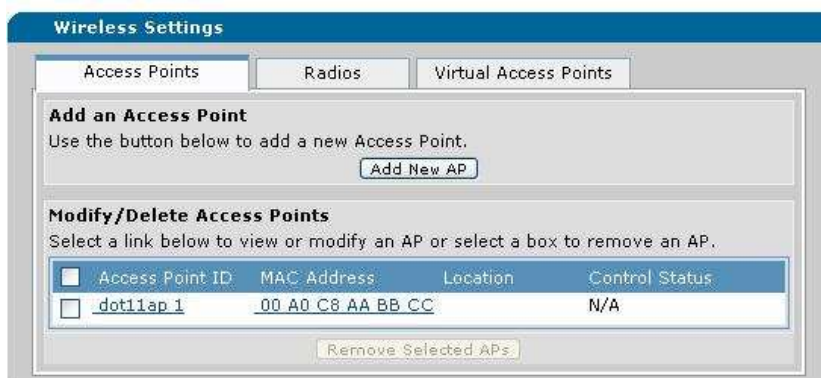 Wireless Settings
Access Points Radios Virtual Access Points
Add an Access Point
Use the button below to add a new Access Point.
Add New AP
Modify/Delete Access Points
Select a link below to view or modify an AP or select a box to remove an AP.
Access Point ID MAC Address Location Control Status
dot11ap 1 00 A0 C8 AA BB CC N/A
Remove Selected APs